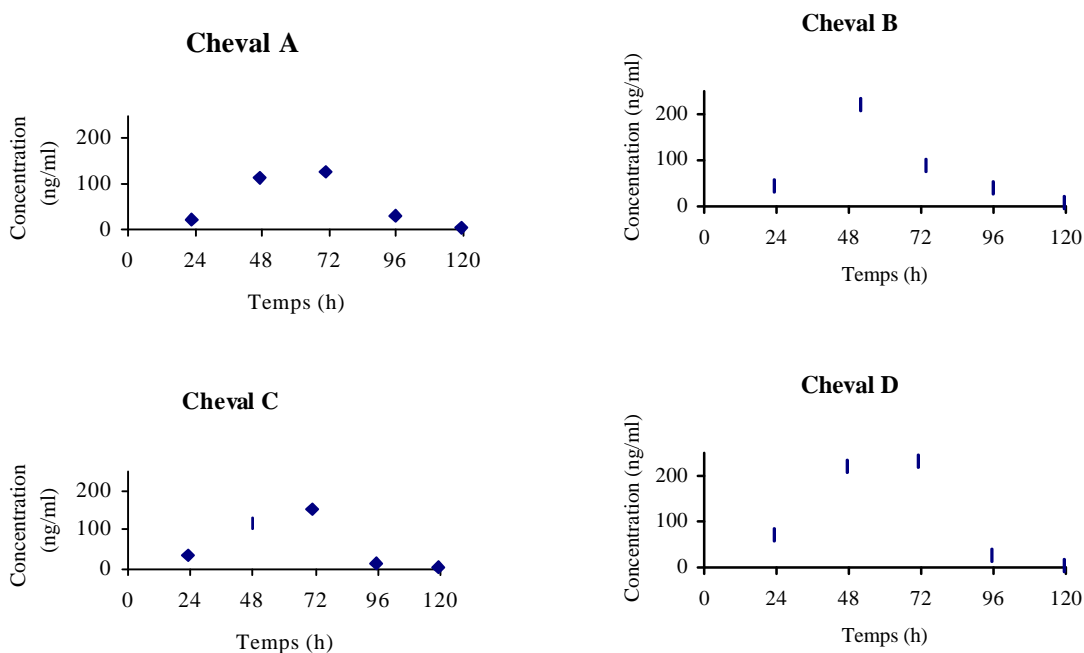 Cheval A
Concentration
(ng/ml)
200
100
0
0 24 48 72 96 120
Temps (h)
Cheval B
Concentration (ng/ml)
200
100
0
0 24 48 72 96 120
Temps (h)
Cheval C
Concentration
(ng/ml)
200
100
0
0 24 48 72 96 120
Temps (h)
Cheval D
Concentration (ng/ml)
200
100
0
0 24 48 72 96 120
Temps (h)